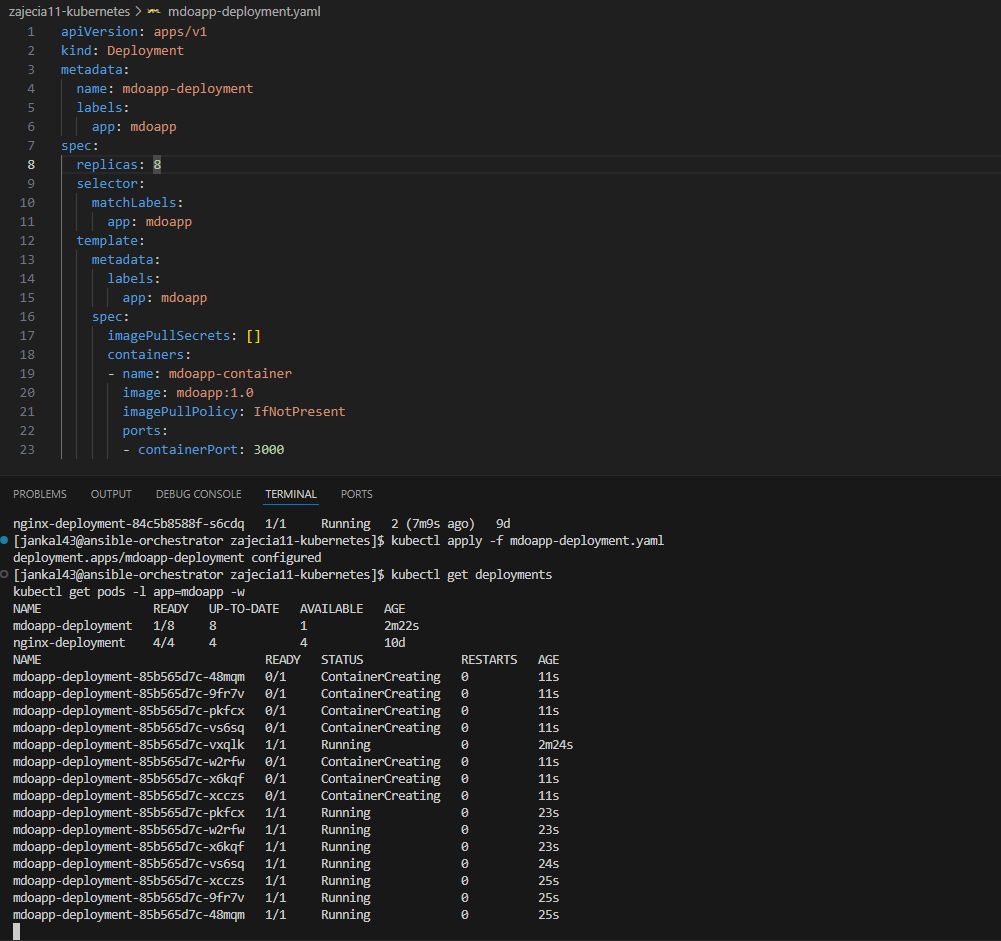 zajecia11-kubernetes > mdoapp-deployment.yaml
1 apiVersion: apps/v1
2 kind: Deployment
3 metadata:
4 name: mdoapp-deployment
5 labels:
6 app: mdoapp
7 spec:
8 replicas: 8
9 selector:
10 matchLabels:
11 app: mdoapp
12 template:
13 metadata:
14 labels:
15 app: mdoapp
16 spec:
17 imagePullSecrets: []
18 containers:
19 - name: mdoapp-container
20 image: mdoapp:1.0
21 imagePullPolicy: IfNotPresent
22 ports:
23 - containerPort: 3000
PROBLEMS OUTPUT DEBUG CONSOLE TERMINAL PORTS
nginx-deployment-84c5b8588f-s6cdq 1/1 Running 2 (7m9s ago) 9d
[jankal43@ansible-orchestrator zajecia11-kubernetes]$ kubectl apply -f mdoapp-deployment.yaml
deployment.apps/mdoapp-deployment configured
[jankal43@ansible-orchestrator zajecia11-kubernetes]$ kubectl get deployments
kubectl get pods -l app=mdoapp -w
NAME READY UP-TO-DATE AVAILABLE AGE
mdoapp-deployment 1/8 8 1 2m22s
nginx-deployment 4/4 4 4 10d
NAME READY STATUS RESTARTS AGE
mdoapp-deployment-85b565d7c-48mqm 0/1 ContainerCreating 0 11s
mdoapp-deployment-85b565d7c-9fr7v 0/1 ContainerCreating 0 11s
mdoapp-deployment-85b565d7c-pkfcx 0/1 ContainerCreating 0 11s
mdoapp-deployment-85b565d7c-vs6sq 0/1 ContainerCreating 0 11s
mdoapp-deployment-85b565d7c-vxqlk 1/1 Running 0 2m24s
mdoapp-deployment-85b565d7c-w2rfw 0/1 ContainerCreating 0 11s
mdoapp-deployment-85b565d7c-x6kqf 0/1 ContainerCreating 0 11s
mdoapp-deployment-85b565d7c-xcczs 0/1 ContainerCreating 0 11s
mdoapp-deployment-85b565d7c-pkfcx 1/1 Running 0 23s
mdoapp-deployment-85b565d7c-w2rfw 1/1 Running 0 23s
mdoapp-deployment-85b565d7c-x6kqf 1/1 Running 0 23s
mdoapp-deployment-85b565d7c-vs6sq 1/1 Running 0 24s
mdoapp-deployment-85b565d7c-xcczs 1/1 Running 0 25s
mdoapp-deployment-85b565d7c-9fr7v 1/1 Running 0 25s
mdoapp-deployment-85b565d7c-48mqm 1/1 Running 0 25s